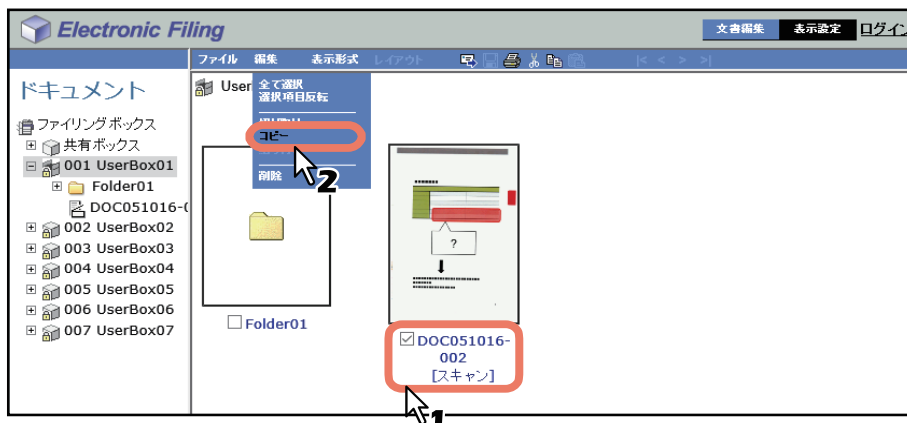 Electronic Filing
文書編集 表示設定 ログイン
ファイル 編集 表示形式 レイアウト |< < > >|
ドキュメント
ファイリングボックス
共有ボックス
001 UserBox01
Folder01
DOC051016-(
002 UserBox02
003 UserBox03
004 UserBox04
005 UserBox05
006 UserBox06
007 UserBox07
User
全て選択
選択項目反転
コピー
削除
2
?
Folder01
DOC051016-
002
[スキャン]
1